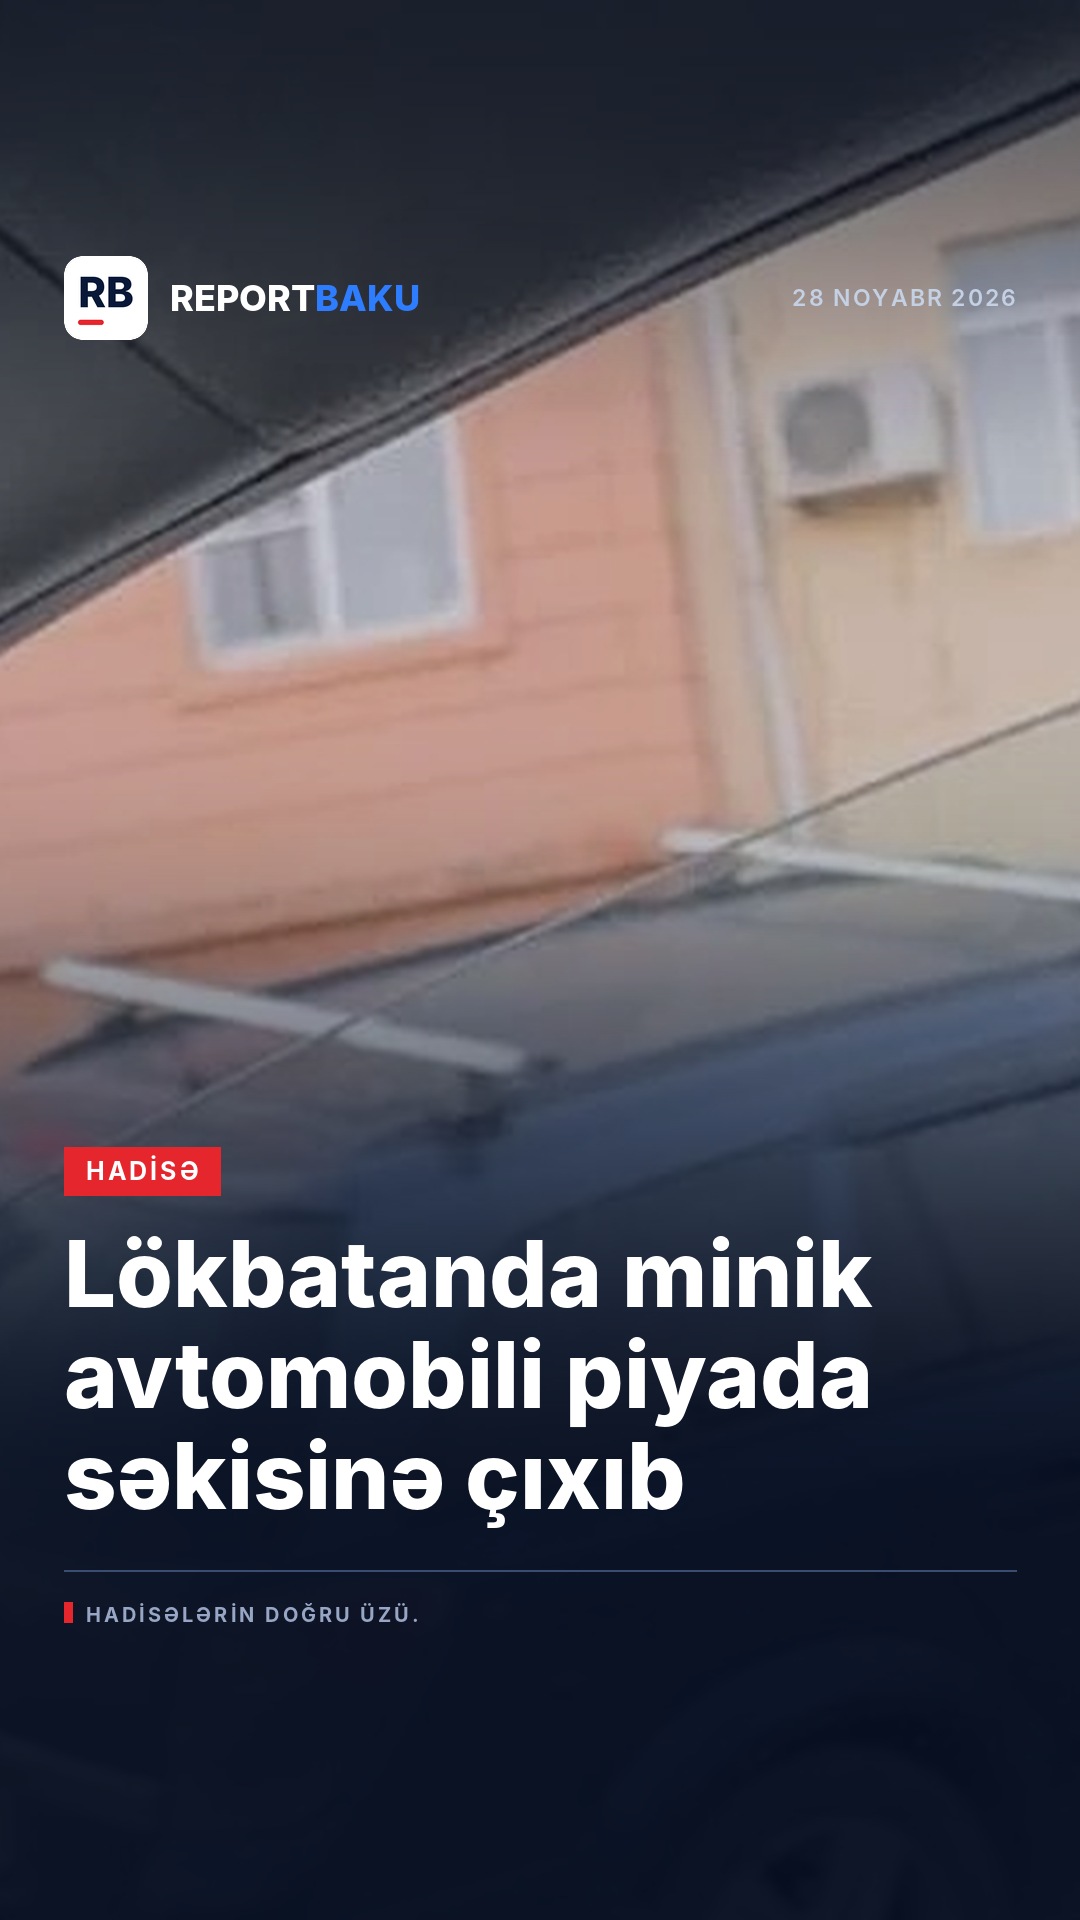 RB
REPORTBAKU
28 NOYABR 2026
HADİSƏ
Lökbatanda minik
avtomobili piyada
səkisinə çıxıb
HADİSƏLƏRİN DOĞRU ÜZÜ.